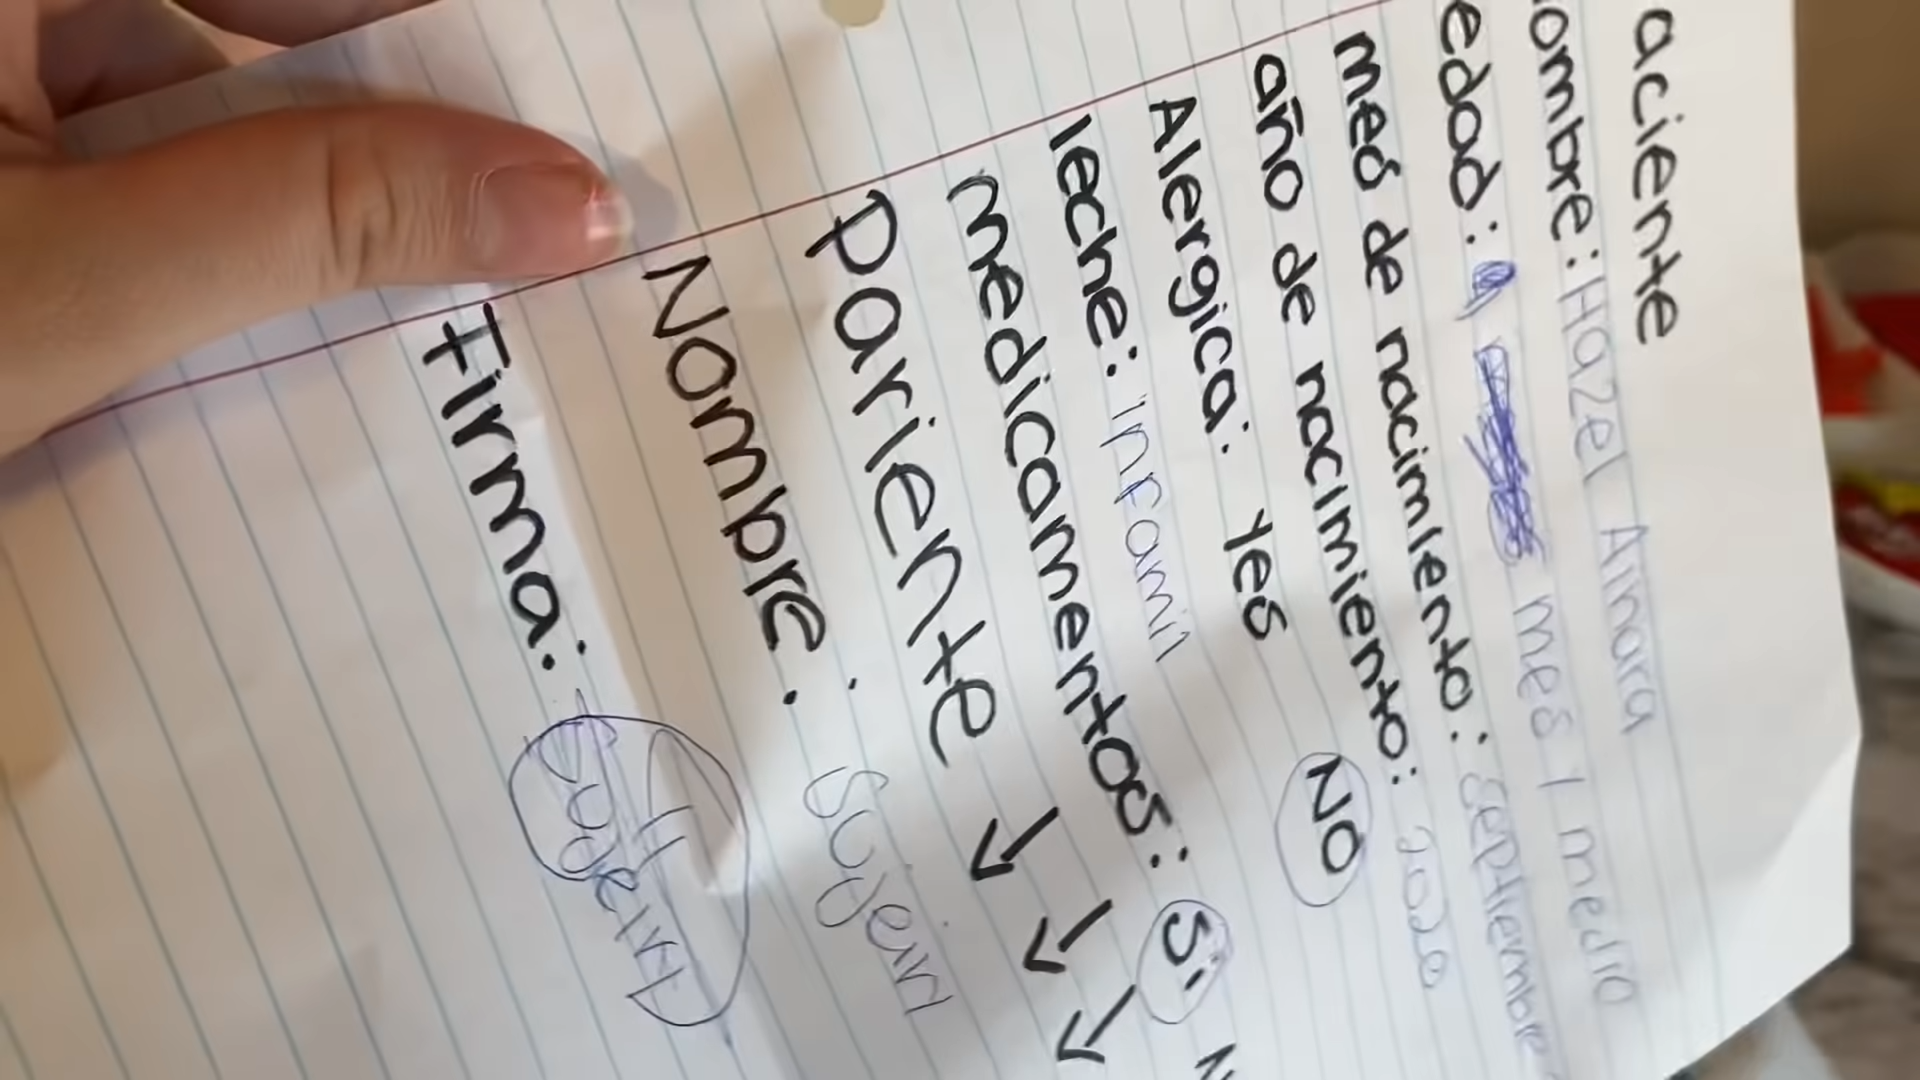 aciente
ombre: Hazel Ainara
edad: mes 1 medio
mes de nacimiento: septiembre
año de nacimiento: 2020
Alergica: yes NO
leche: infamil
medicamentos: Si N
pariente ↓ ↓ ↓
Nombre: Sujein
Firma: Sujeird